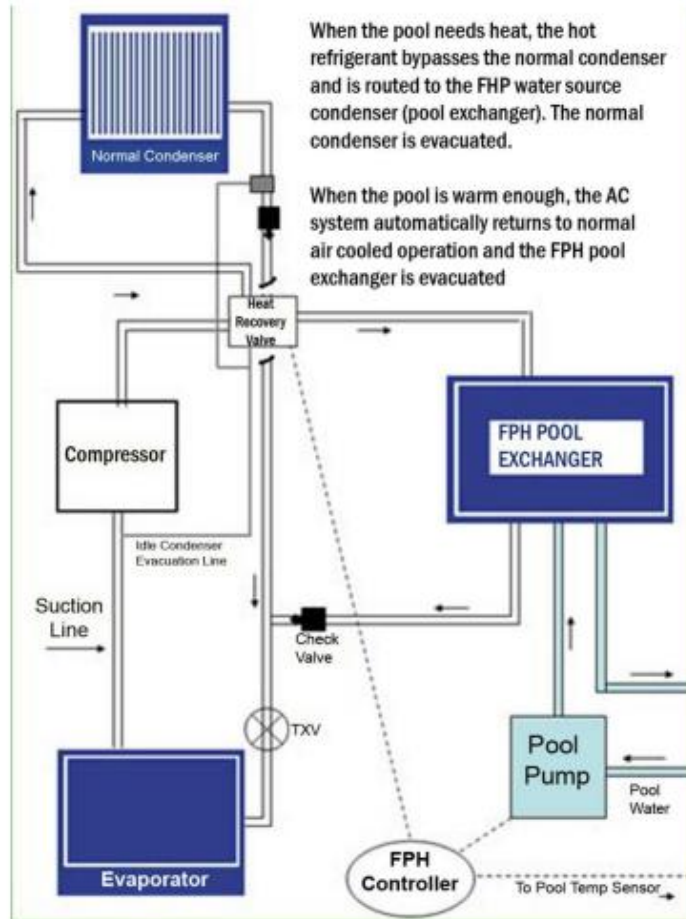 When the pool needs heat, the hot
refrigerant bypasses the normal condenser
and is routed to the FHP water source
condenser (pool exchanger). The normal
condenser is evacuated.
When the pool is warm enough, the AC
system automatically returns to normal
air cooled operation and the FPH pool
exchanger is evacuated
Normal Condenser
Heat
Recovery
Valve
Compressor
FPH POOL
EXCHANGER
Idle Condenser
Evacuation Line
Suction
Line
Check
Valve
TXV
Pool
Pump
Pool
Water
Evaporator
FPH
Controller
To Pool Temp Sensor